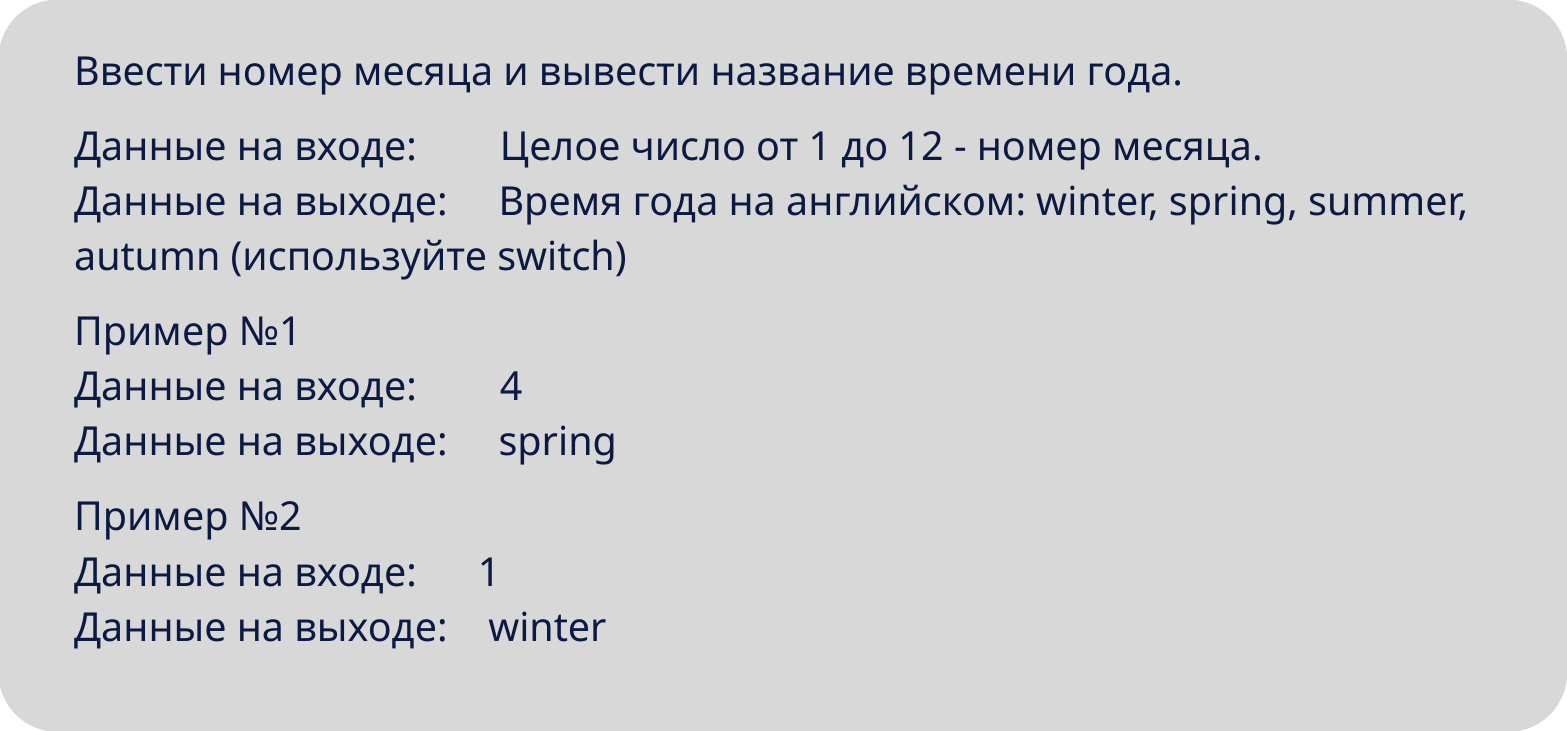 Ввести номер месяца и вывести название времени года.
Данные на входе: Целое число от 1 до 12 - номер месяца.
Данные на выходе: Время года на английском: winter, spring, summer,
autumn (используйте switch)
Пример №1
Данные на входе: 4
Данные на выходе: spring
Пример №2
Данные на входе: 1
Данные на выходе: winter